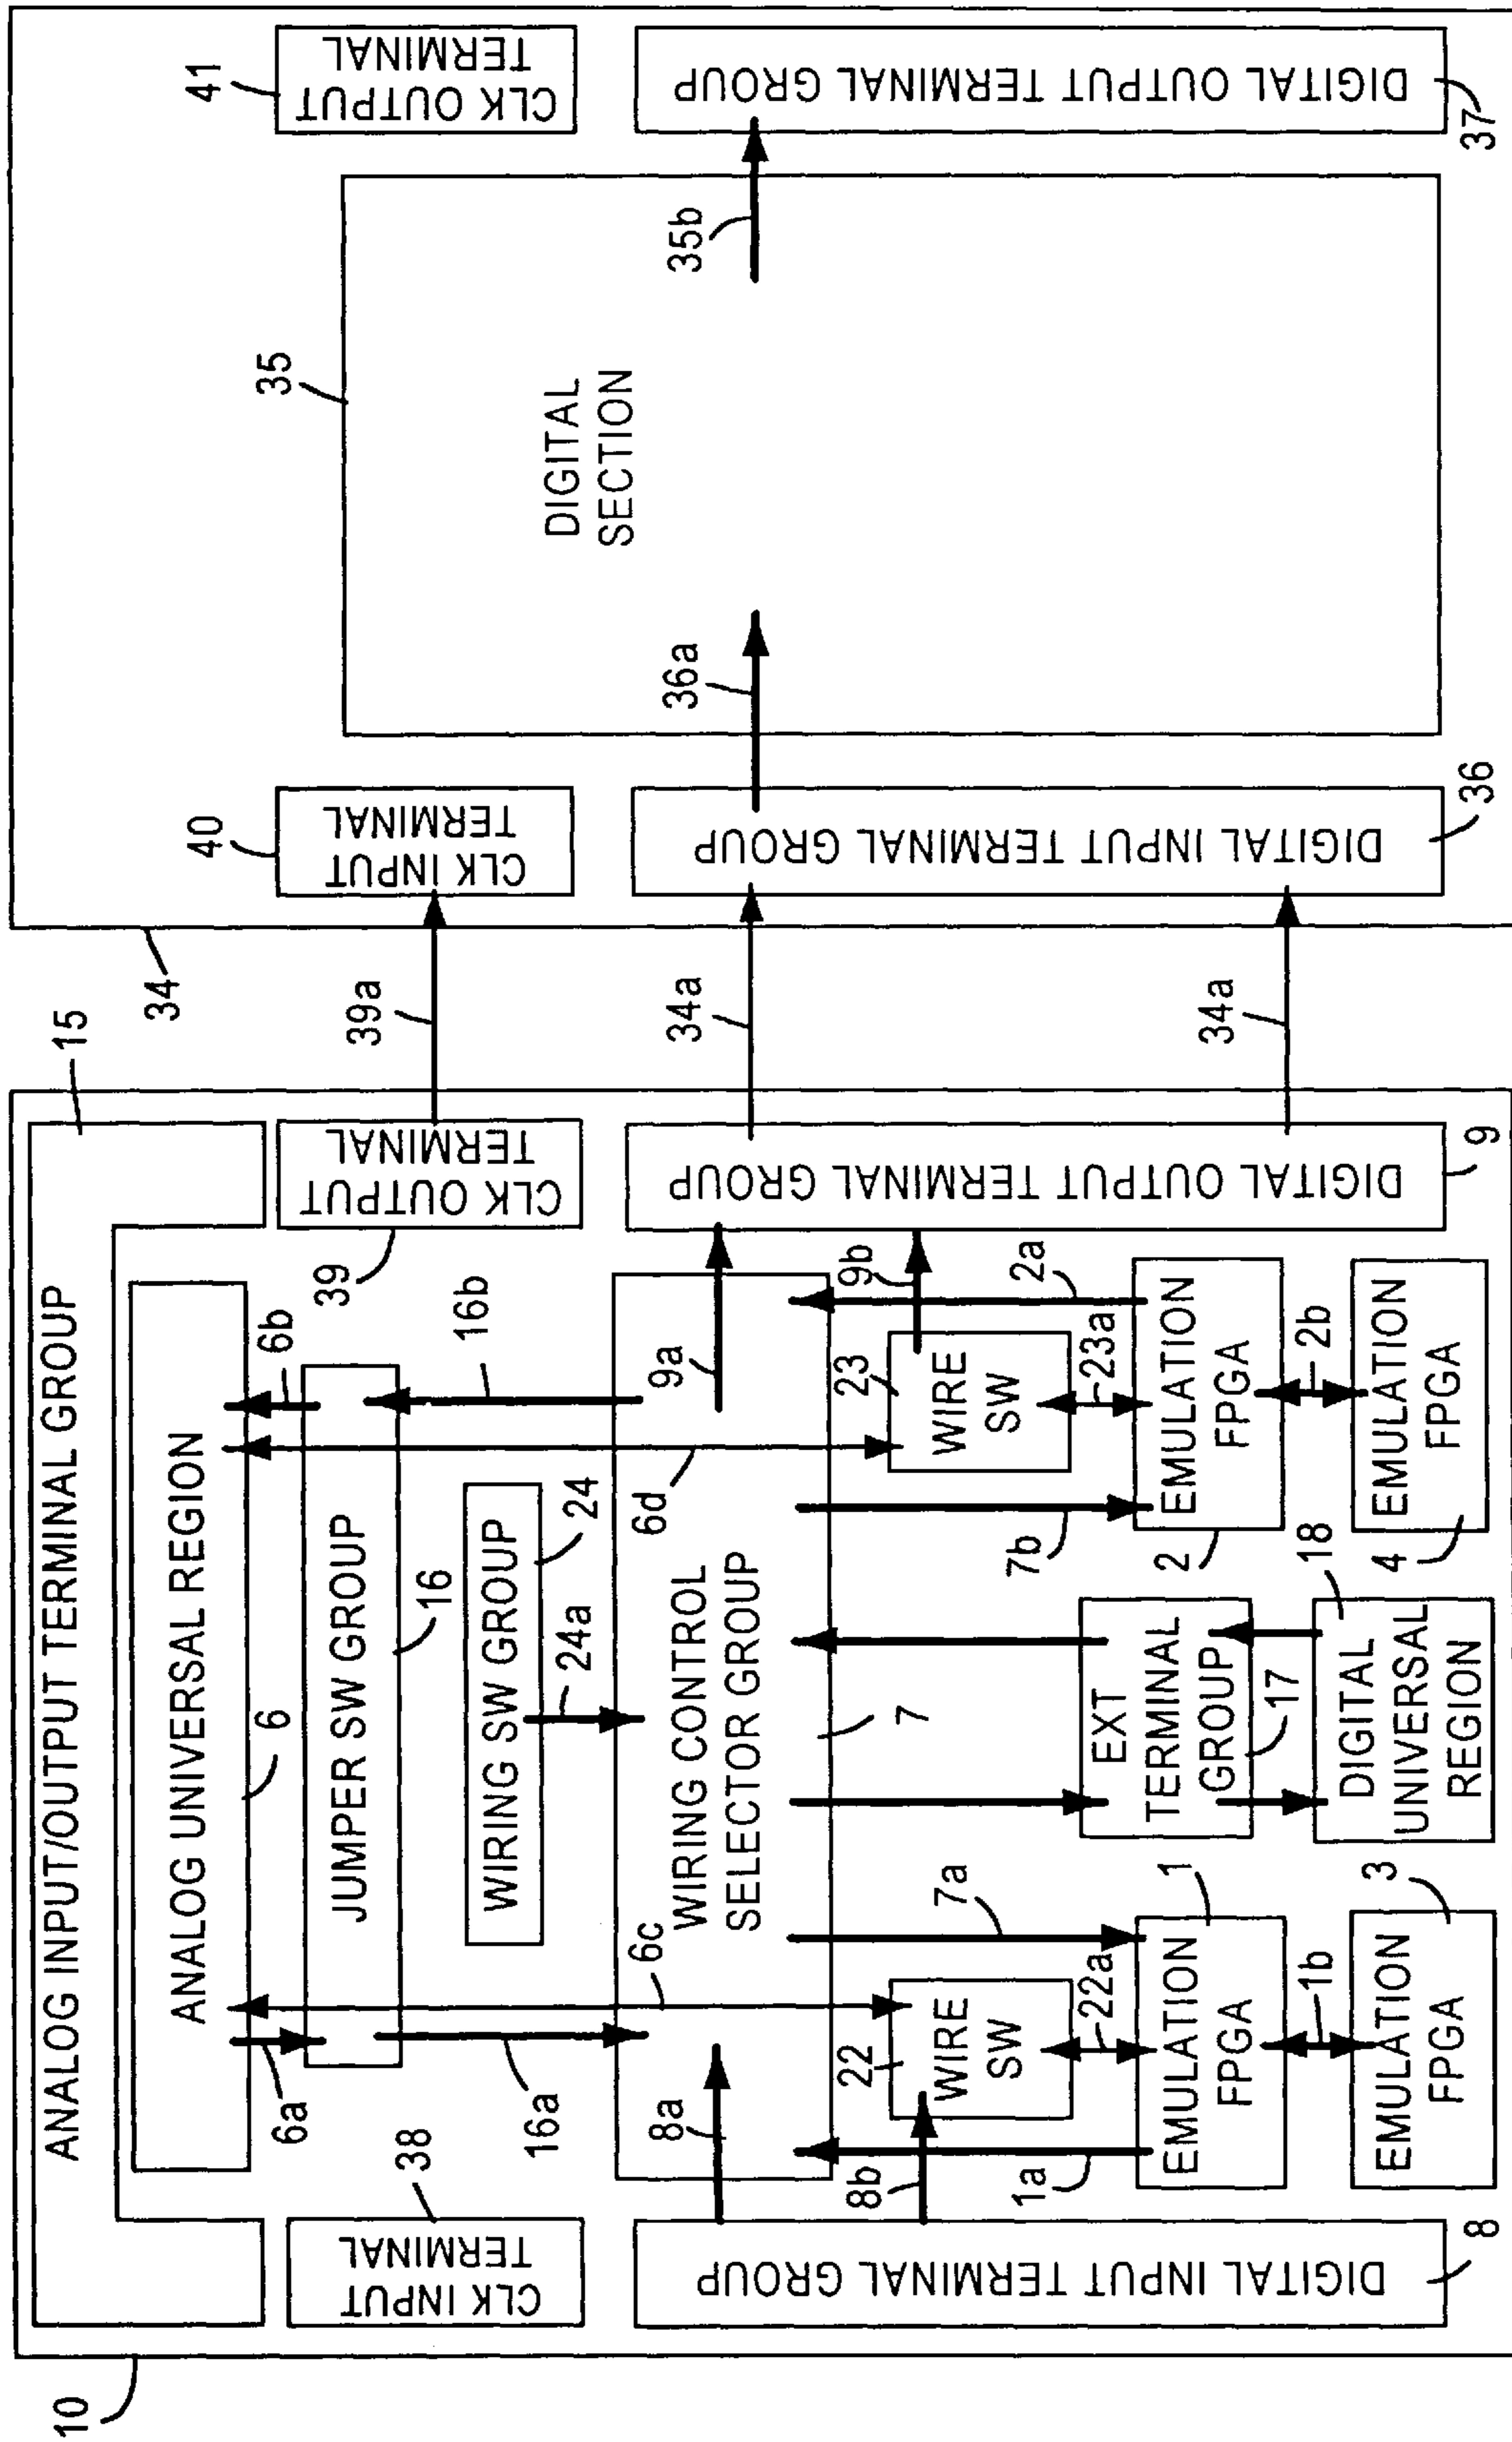 10
ANALOG INPUT/OUTPUT TERMINAL GROUP
15
ANALOG UNIVERSAL REGION
6
6a
6b
JUMPER SW GROUP
16
16a
16b
WIRING SW GROUP
24
24a
6c
6d
38
CLK INPUT
TERMINAL
39
CLK OUTPUT
TERMINAL
39a
WIRING CONTROL
SELECTOR GROUP
7
8a
9a
DIGITAL INPUT TERMINAL GROUP
8
8b
22
WIRE
SW
22a
23
WIRE
SW
23a
9b
DIGITAL OUTPUT TERMINAL GROUP
9
1a
7a
7b
2a
EMULATION
FPGA
1
1b
EMULATION
FPGA
3
EXT
TERMINAL
GROUP
17
DIGITAL
UNIVERSAL
REGION
18
EMULATION
FPGA
2
2b
EMULATION
FPGA
4
34
34a
34a
40
CLK INPUT
TERMINAL
DIGITAL INPUT TERMINAL GROUP
36
36a
35
DIGITAL
SECTION
35b
41
CLK OUTPUT
TERMINAL
DIGITAL OUTPUT TERMINAL GROUP
37